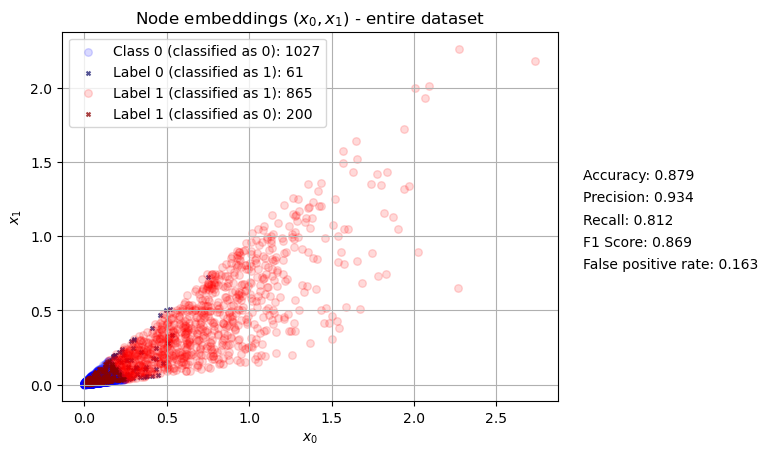 Node embeddings (x₀, x₁) - entire dataset
Class 0 (classified as 0): 1027
Label 0 (classified as 1): 61
Label 1 (classified as 1): 865
Label 1 (classified as 0): 200
2.0
1.5
1.0
0.5
0.0
x₁
0.0 0.5 1.0 1.5 2.0 2.5
x₀
Accuracy: 0.879
Precision: 0.934
Recall: 0.812
F1 Score: 0.869
False positive rate: 0.163